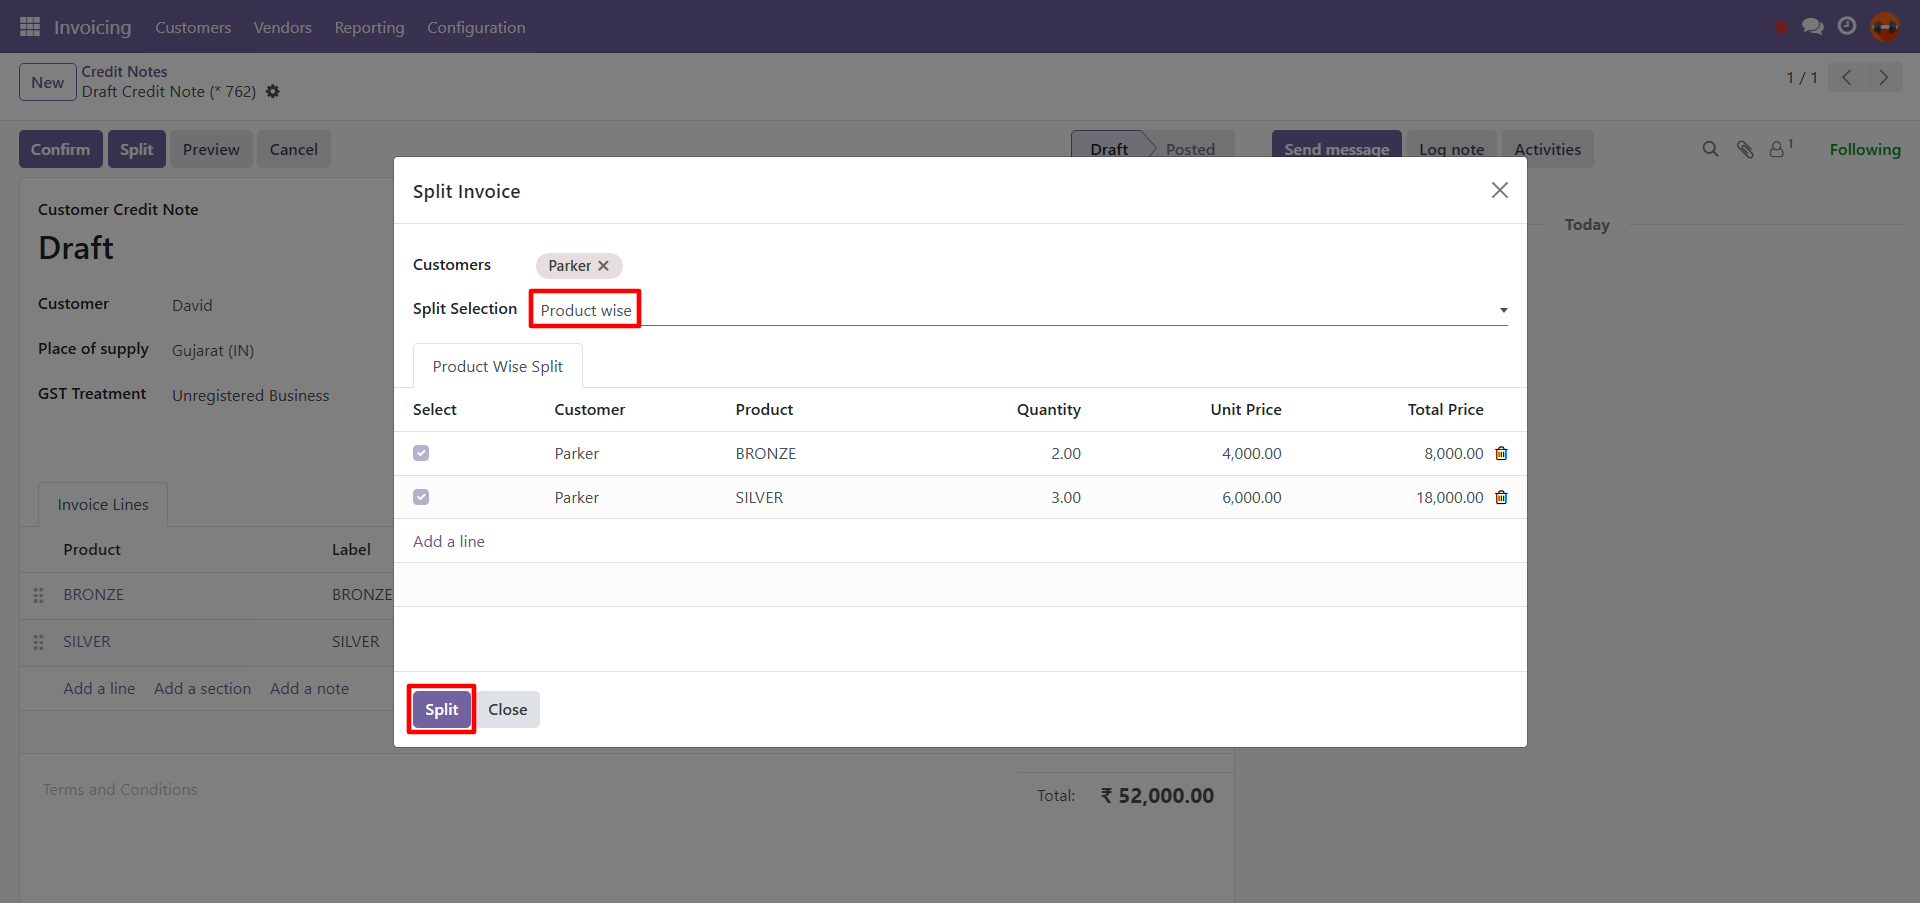 Invoicing Customers Vendors Reporting Configuration
New Credit Notes
Draft Credit Note (* 762)
1 / 1
Confirm Split Preview Cancel Draft Posted Send message Log note Activities 1 Following
Customer Credit Note
Draft
Customer David
Place of supply Gujarat (IN)
GST Treatment Unregistered Business
Invoice Lines
Product Label
BRONZE BRONZE
SILVER SILVER
Add a line Add a section Add a note
Terms and Conditions
Total: ₹ 52,000.00
Today
Split Invoice
Customers Parker
Split Selection Product wise
Product Wise Split
Select Customer Product Quantity Unit Price Total Price
Parker BRONZE 2.00 4,000.00 8,000.00
Parker SILVER 3.00 6,000.00 18,000.00
Add a line
Split Close